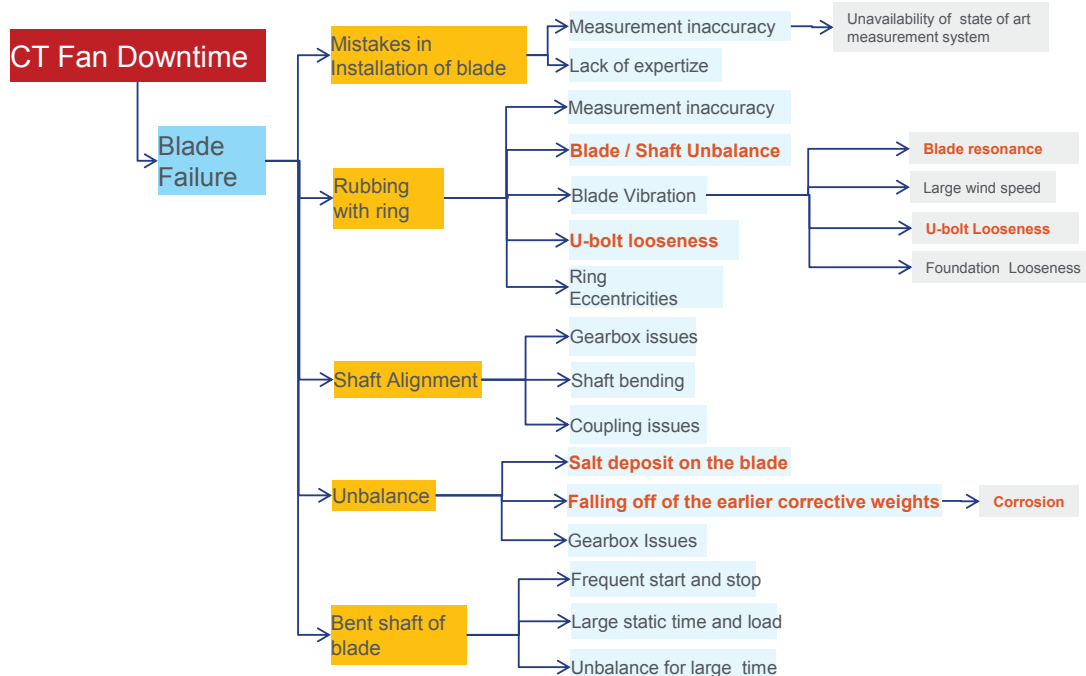 CT Fan Downtime
Blade
Failure
Mistakes in
Installation of blade
Measurement inaccuracy
Unavailability of state of art
measurement system
Lack of expertize
Rubbing
with ring
Measurement inaccuracy
Blade / Shaft Unbalance
Blade Vibration
Blade resonance
Large wind speed
U-bolt Looseness
Foundation Looseness
U-bolt looseness
Ring
Eccentricities
Shaft Alignment
Gearbox issues
Shaft bending
Coupling issues
Unbalance
Salt deposit on the blade
Falling off of the earlier corrective weights
Corrosion
Gearbox Issues
Bent shaft of
blade
Frequent start and stop
Large static time and load
Unbalance for large time